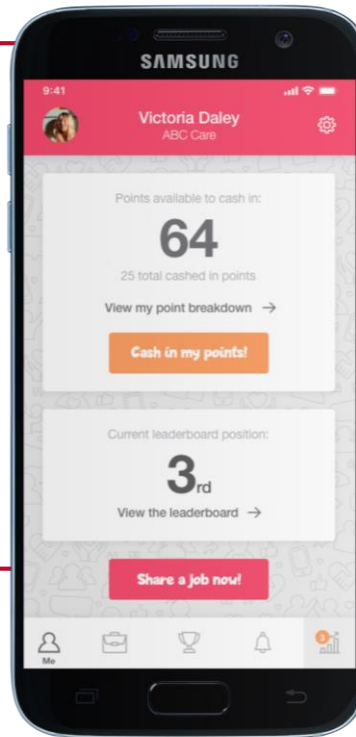 SAMSUNG
9:41
Victoria Daley
ABC Care
Points available to cash in:
64
25 total cashed in points
View my point breakdown →
Cash in my points!
Current leaderboard position:
3rd
View the leaderboard →
Share a job now!
3
Me